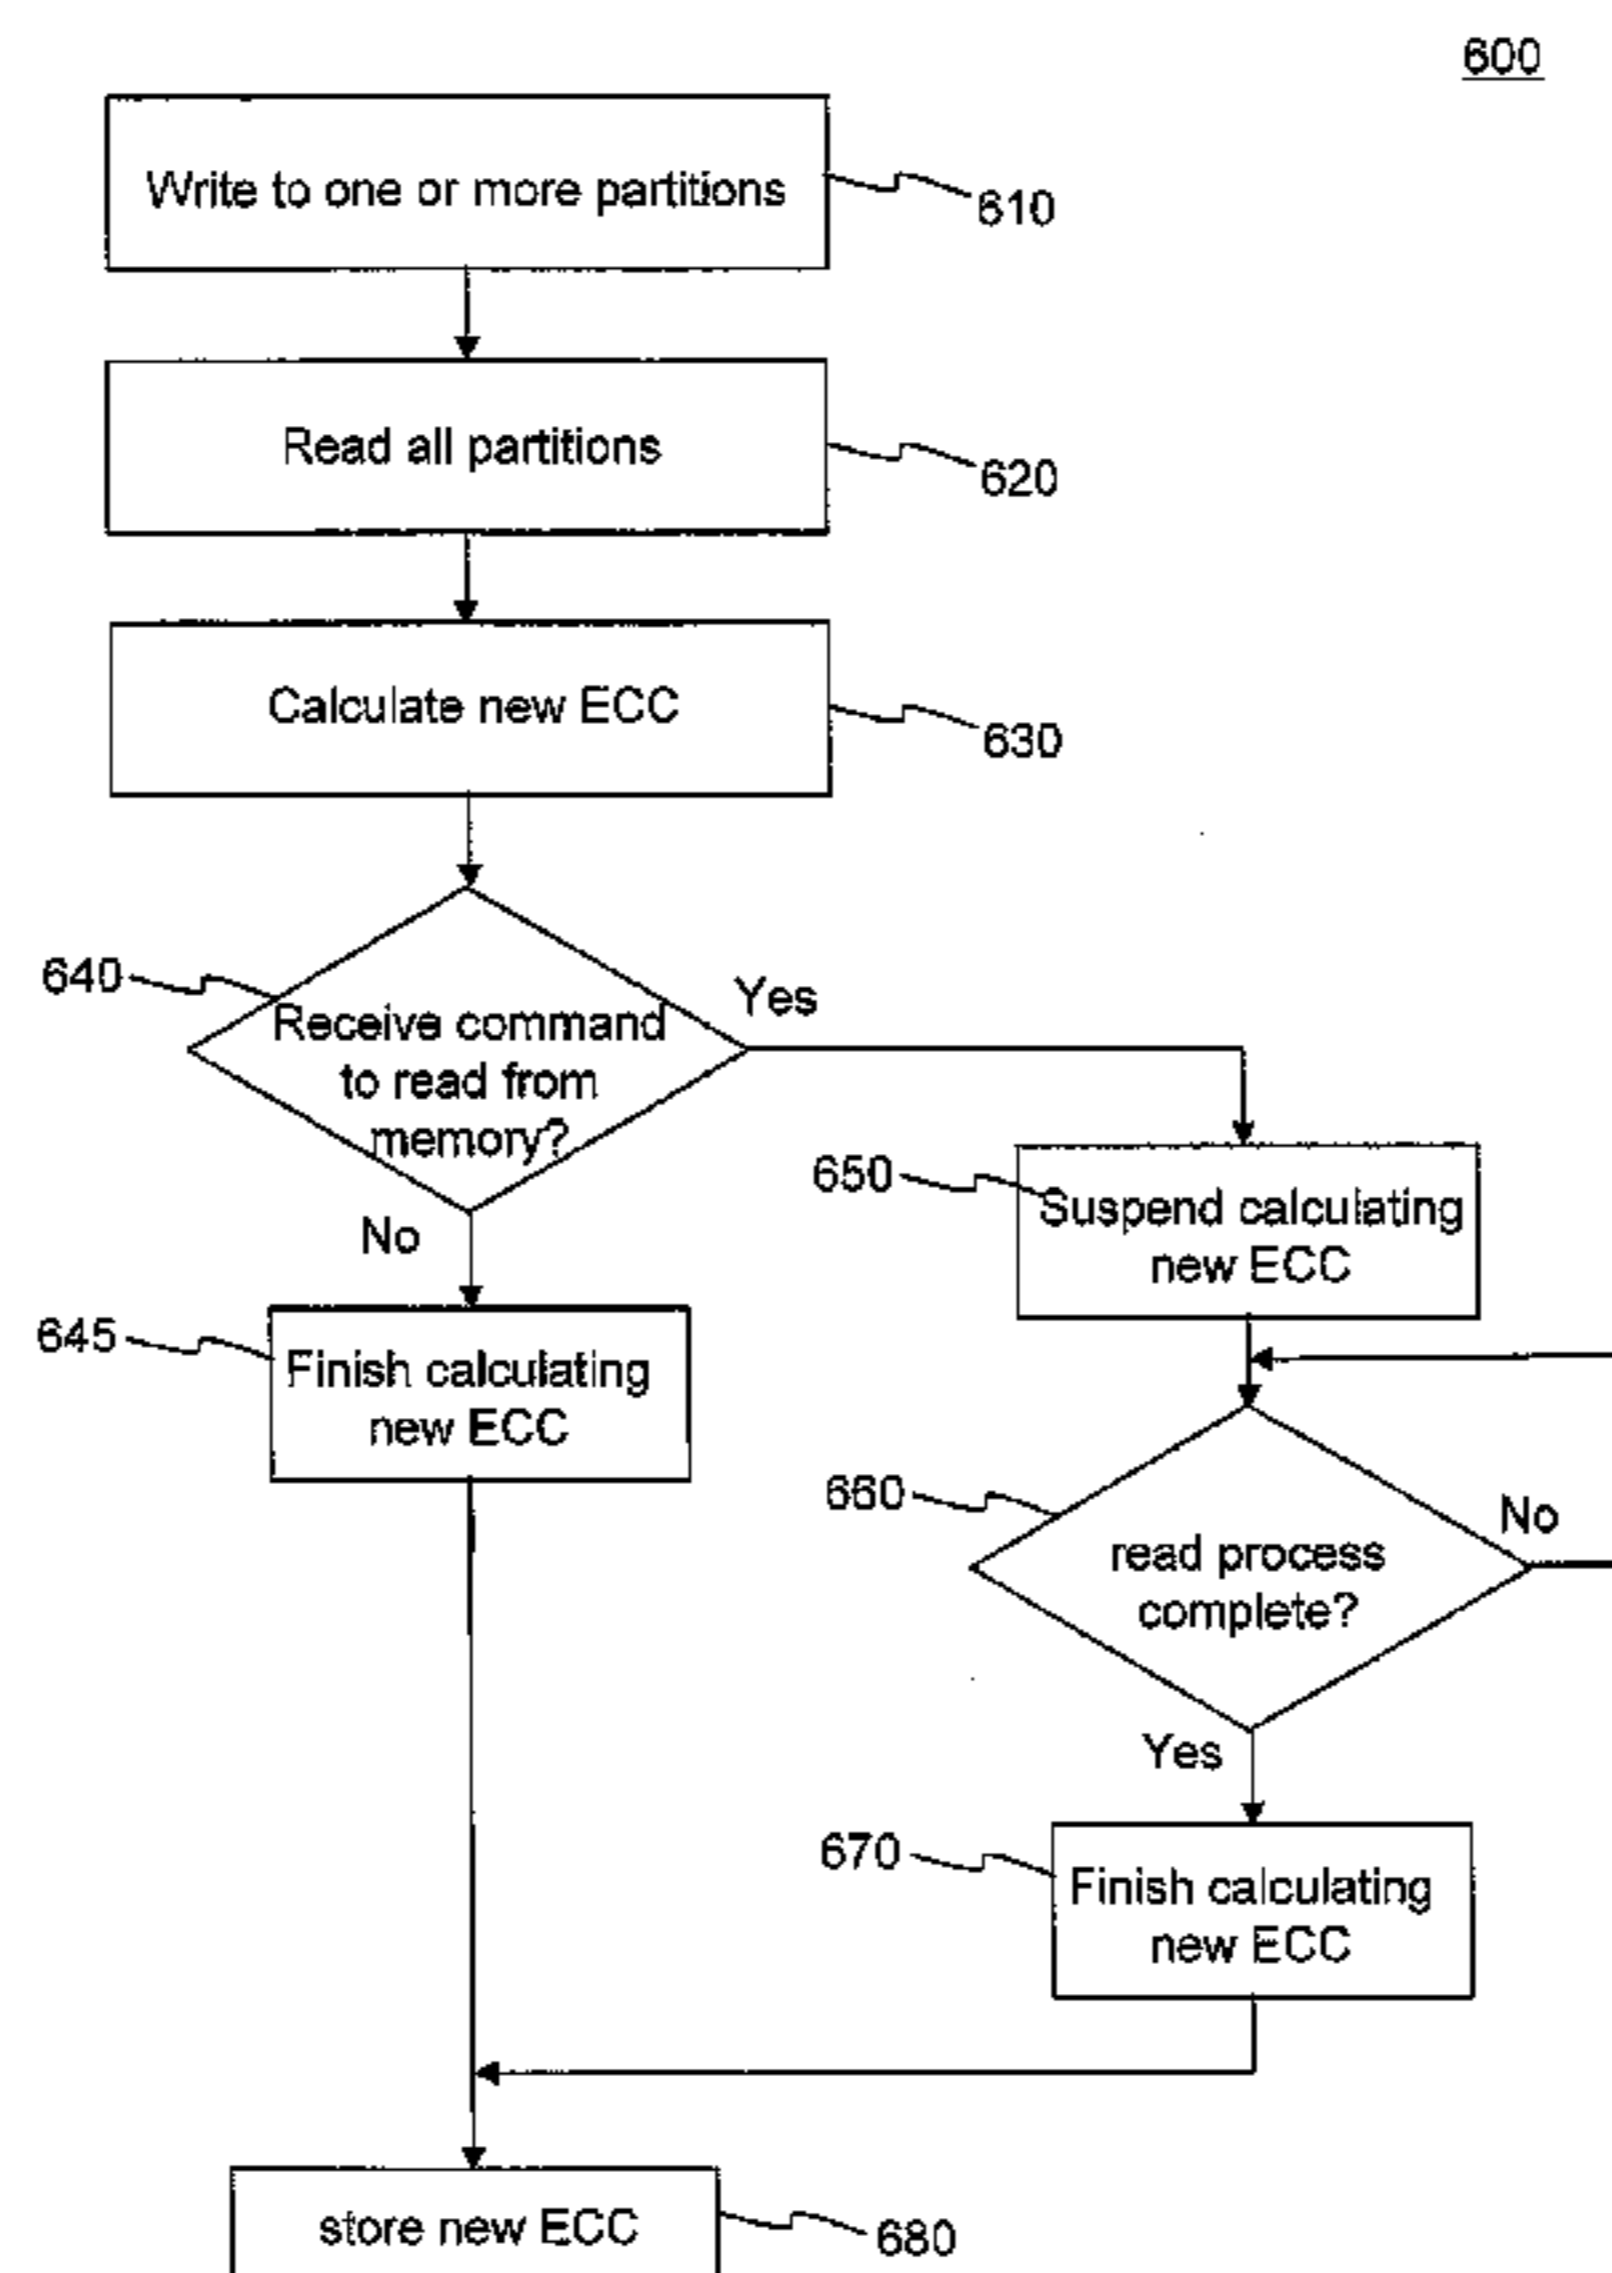 600
Write to one or more partitions
610
Read all partitions
620
Calculate new ECC
630
640
Receive command
to read from
memory?
Yes
No
650
Suspend calculating
new ECC
645
Finish calculating
new ECC
660
read process
complete?
No
Yes
670
Finish calculating
new ECC
store new ECC
680